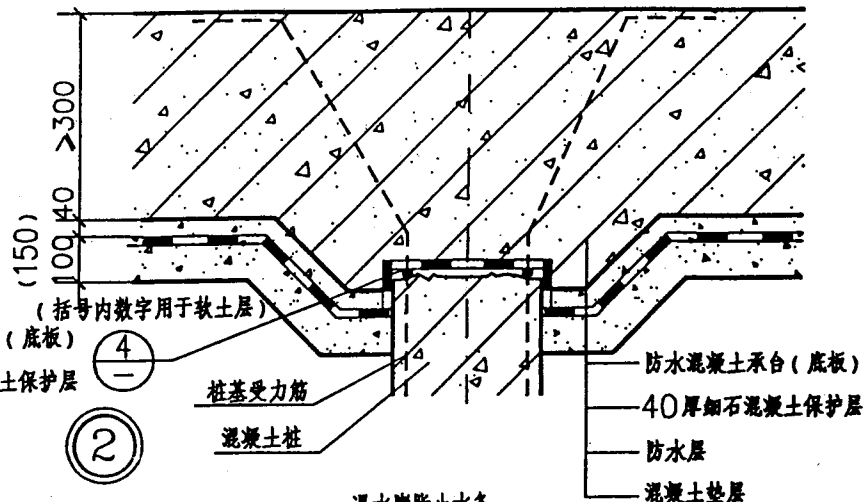 >300
40
100
(150)
(括号内数字用于软土层)
(底板)
土保护层
4
—
2
桩基受力筋
混凝土桩
防水混凝土承台(底板)
40厚细石混凝土保护层
防水层
混凝土垫层